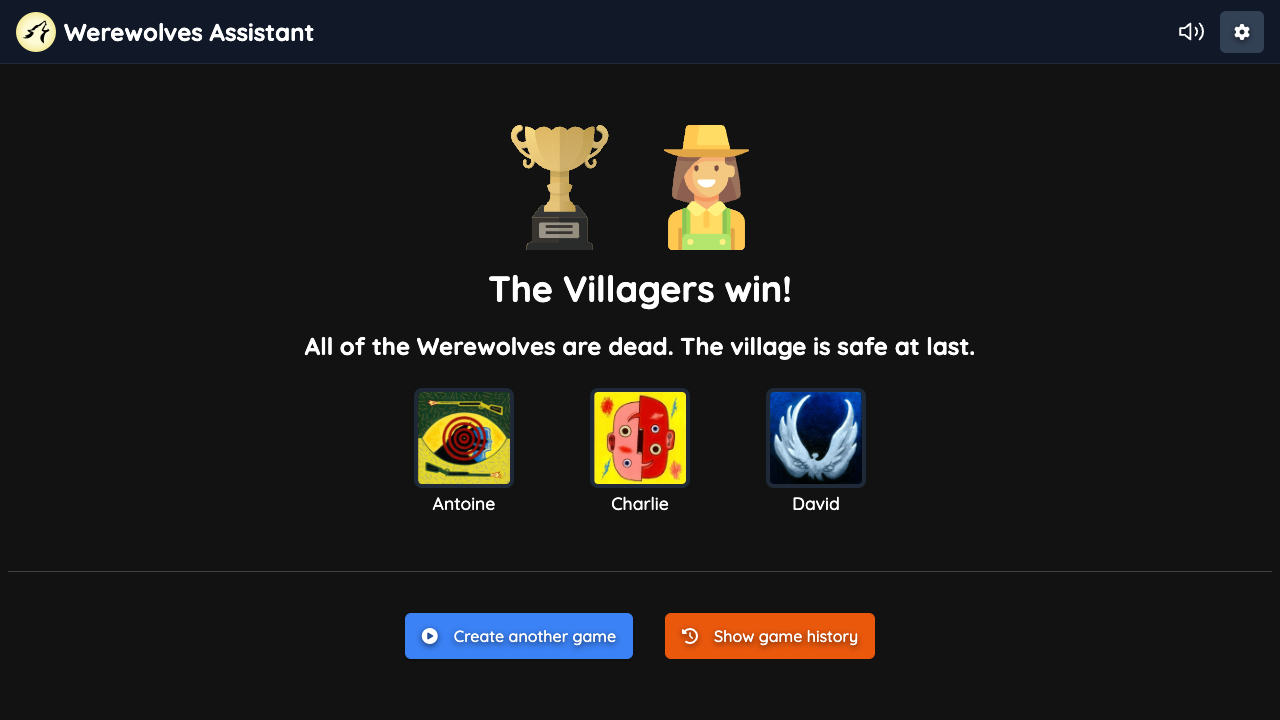 Werewolves Assistant
The Villagers win!
All of the Werewolves are dead. The village is safe at last.
Antoine
Charlie
David
Create another game
Show game history